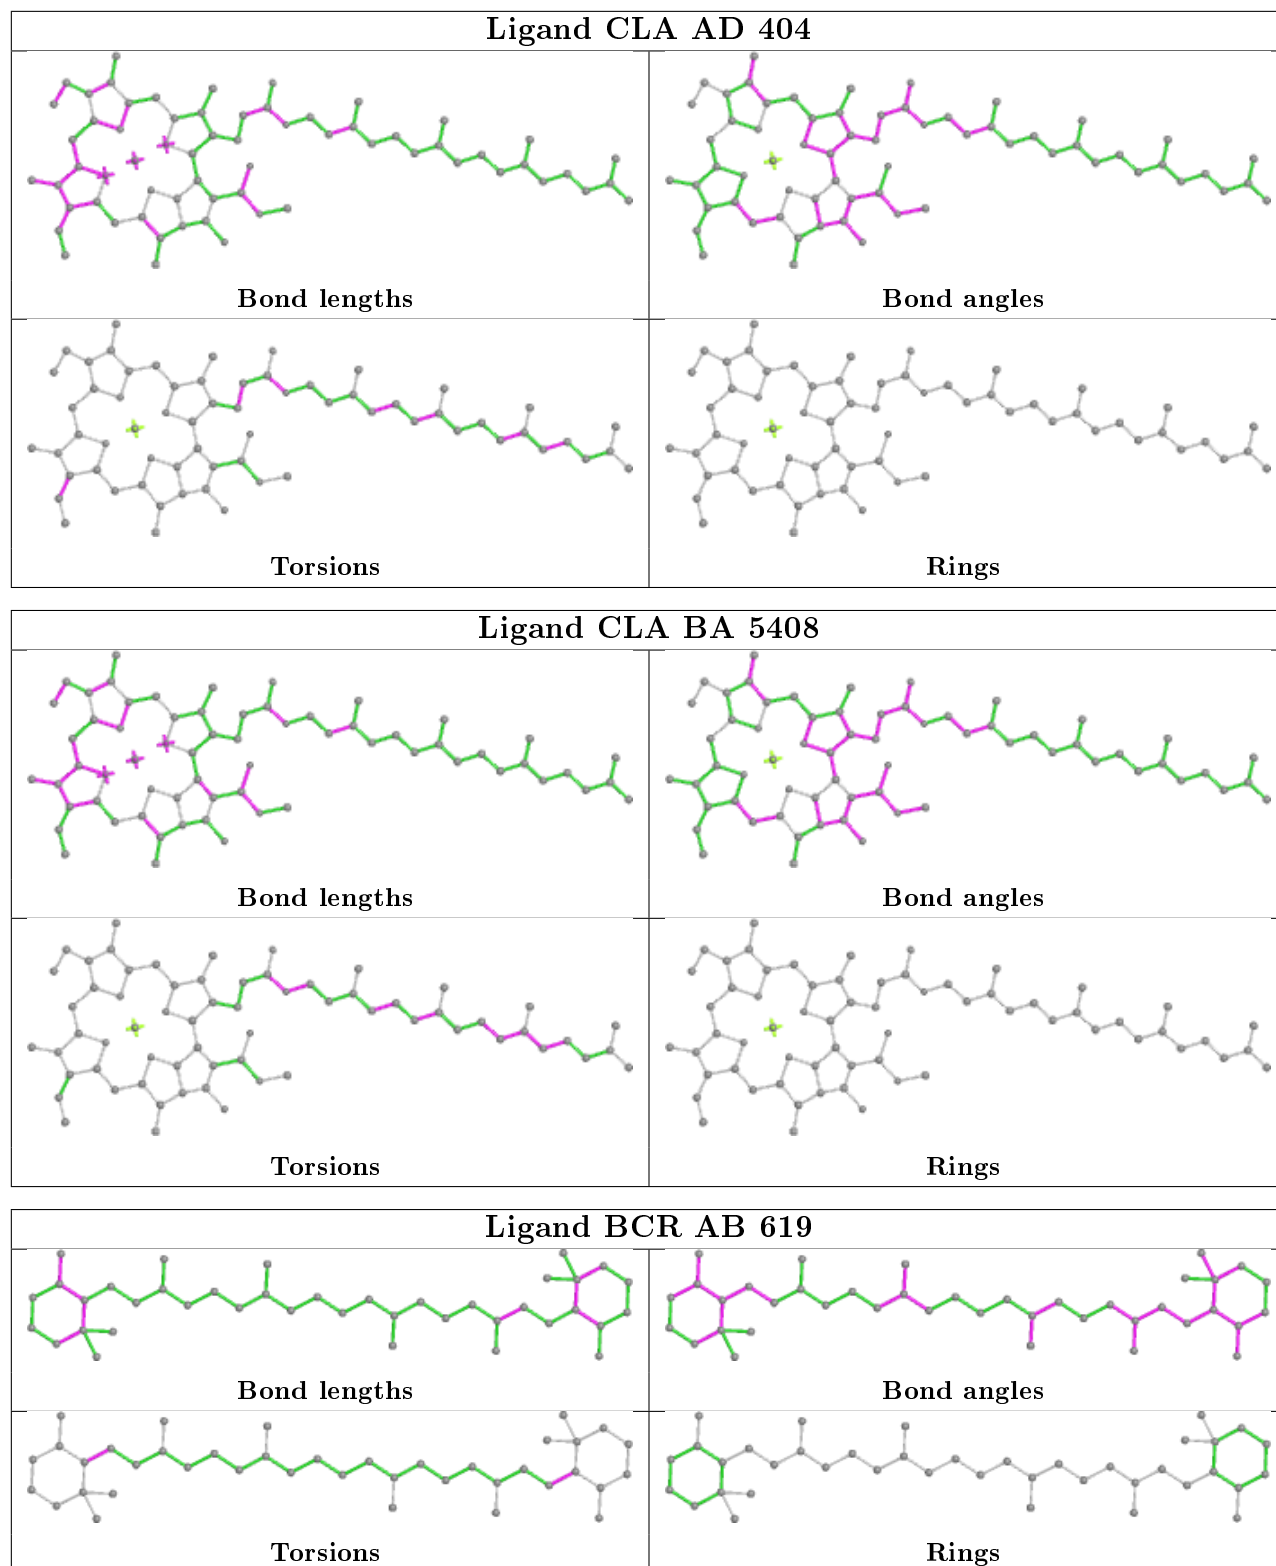 Ligand CLA AD 404
Bond lengths
Bond angles
Torsions
Rings
Ligand CLA BA 5408
Bond lengths
Bond angles
Torsions
Rings
Ligand BCR AB 619
Bond lengths
Bond angles
Torsions
Rings